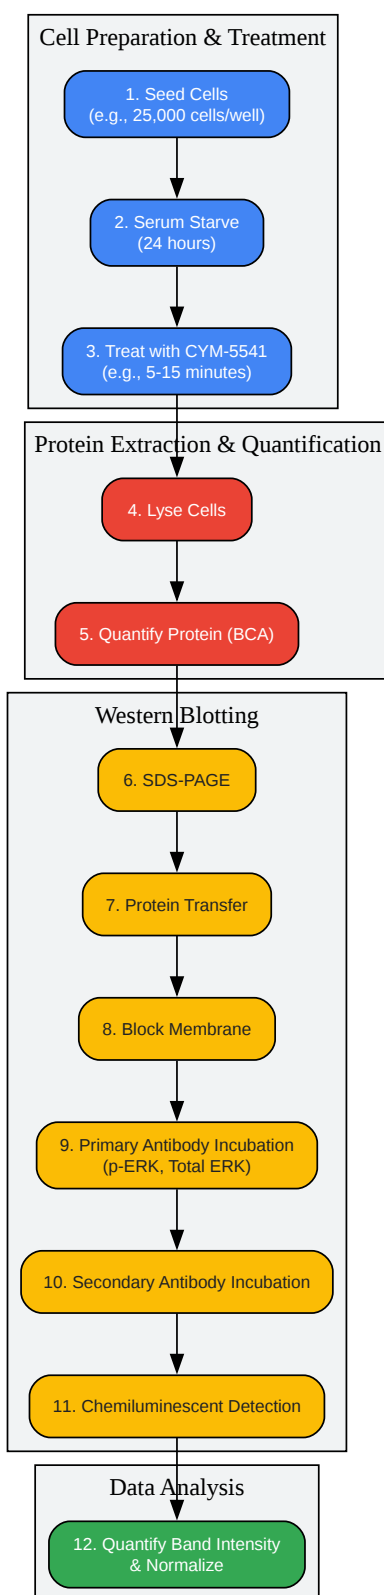 Cell Preparation & Treatment
1. Seed Cells
(e.g., 25,000 cells/well)
2. Serum Starve
(24 hours)
3. Treat with CYM-5541
(e.g., 5-15 minutes)
Protein Extraction & Quantification
4. Lyse Cells
5. Quantify Protein (BCA)
Western Blotting
6. SDS-PAGE
7. Protein Transfer
8. Block Membrane
9. Primary Antibody Incubation
(p-ERK, Total ERK)
10. Secondary Antibody Incubation
11. Chemiluminescent Detection
Data Analysis
12. Quantify Band Intensity
& Normalize